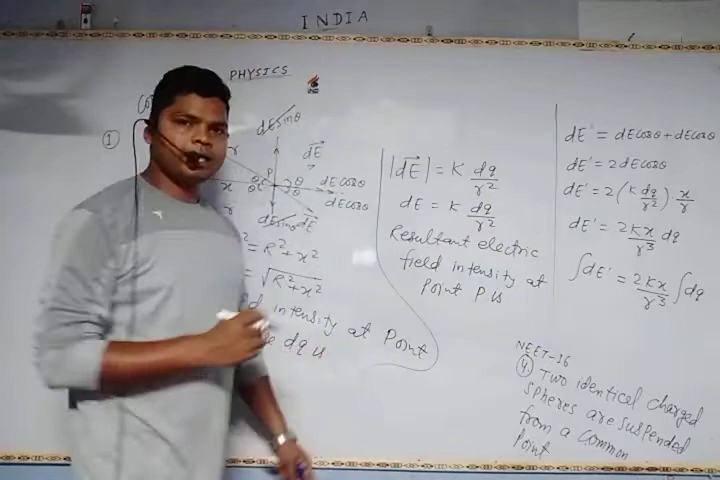 INDIA
PHYSICS
1
dEsinθ
r
dE
P
x
θ
θ
dEcosθ
θ
θ
dEcosθ
r
dEsinθ
dE
² = R² + x²
= √R² + x²
intensity at Point
dq is
|dE| = K dq/r²
dE = K dq/r²
Resultant electric
field intensity at
Point P is
dE' = dEcosθ + dEcosθ
dE' = 2dEcosθ
dE' = 2(K dq/r²) x/r
dE' = 2Kx/r³ dq
∫dE' = 2Kx/r³ ∫dq
NEET-16
4 Two identical charged
spheres are suspended
from a common
Point